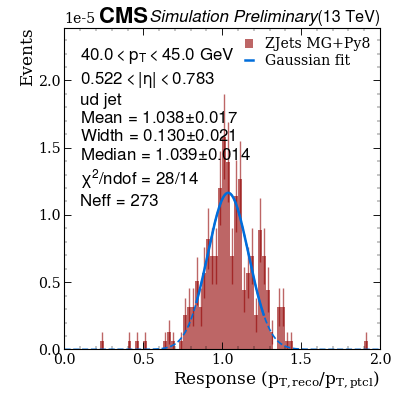 1e-5 CMS Simulation Preliminary (13 TeV)
Events
40.0 < p_T < 45.0 GeV
0.522 < |η| < 0.783
ud jet
Mean = 1.038±0.017
Width = 0.130±0.021
Median = 1.039±0.014
χ²/ndof = 28/14
Neff = 273
ZJets MG+Py8
Gaussian fit
2.0
1.5
1.0
0.5
0.0
0.0 0.5 1.0 1.5 2.0
Response (p_T,reco/p_T,ptcl)